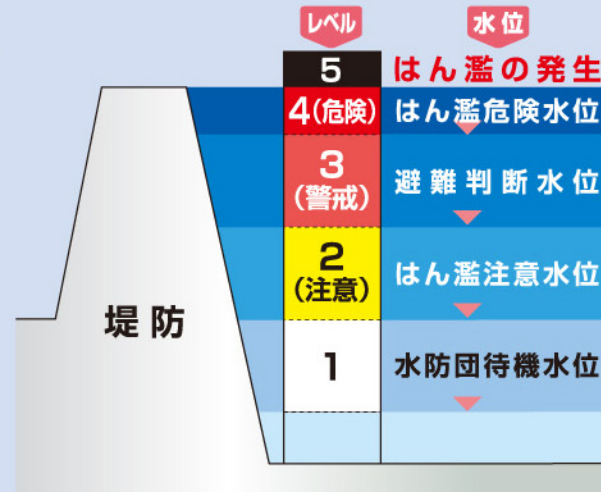 レベル 水位
5 はん濫の発生
4(危険) はん濫危険水位
3
(警戒) 避難判断水位
2
(注意) はん濫注意水位
堤防
1 水防団待機水位